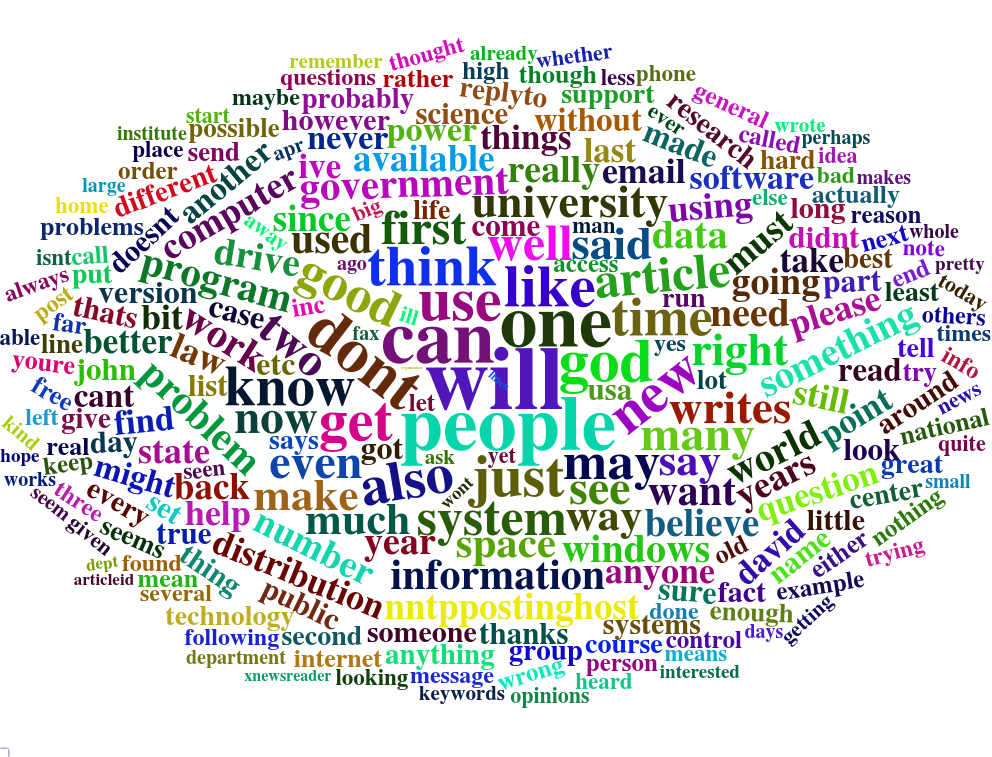 remember
thought
already
whether
questions
rather
high
though
less
phone
maybe
probably
replyto
support
general
start
possible
however
science
without
ever
research
wrote
institute
never
power
things
made
called
perhaps
place
send
another
apr
ive
available
last
hard
idea
order
different
computer
government
really
email
software
bad
makes
large
home
since
big
life
university
using
else
long
actually
reason
problems
doesnt
away
used
first
come
man
well
said
data
must
didnt
next
whole
isnt
call
drive
ago
think
access
article
take
best
note
always
put
program
good
like
going
part
end
pretty
post
version
inc
ill
use
run
need
please
least
today
thats
bit
case
two
fax
can
one
time
others
far
better
work
dont
yes
right
something
times
able
line
law
etc
will
god
new
tell
info
youre
john
problem
list
know
let
usa
lot
read
try
free
cant
now
get
people
writes
still
around
news
left
give
find
says
got
many
point
national
kind
real
day
state
even
ask
yet
world
look
quite
hope
keep
seen
also
wont
just
may
say
years
great
works
might
back
make
see
want
question
center
small
seem
three
every
set
help
much
system
way
believe
little
nothing
given
seems
true
number
year
space
windows
old
david
name
either
trying
dept
found
thing
distribution
information
anyone
sure
fact
example
articleid
mean
several
public
nntppostinghost
done
enough
getting
technology
systems
following
second
someone
thanks
group
course
control
days
department
internet
anything
person
means
xnewsreader
looking
message
wrong
heard
interested
keywords
opinions